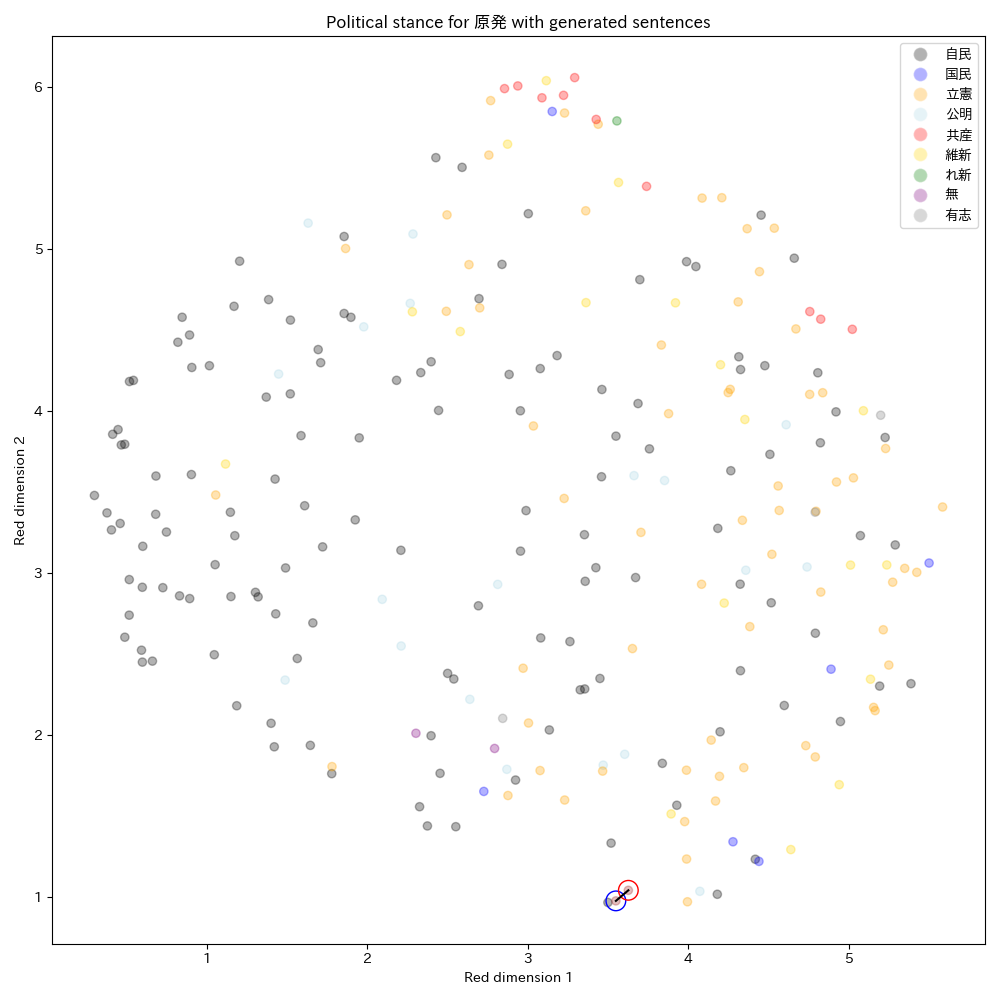 Political stance for 原発 with generated sentences
自民
国民
立憲
公明
共産
維新
れ新
無
有志
Red dimension 2
6
5
4
3
2
1
1 2 3 4 5
Red dimension 1